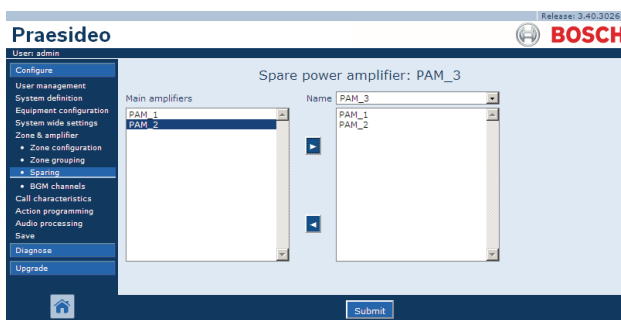 Release: 3.40.3026
Praesideo
BOSCH
User: admin
Configure
User management
System definition
Equipment configuration
System wide settings
Zone & amplifier
• Zone configuration
• Zone grouping
• Sparing
• BGM channels
Call characteristics
Action programming
Audio processing
Save
Diagnose
Upgrade
Spare power amplifier: PAM_3
Main amplifiers
PAM_1
PAM_2
Name PAM_3
PAM_1
PAM_2
Submit